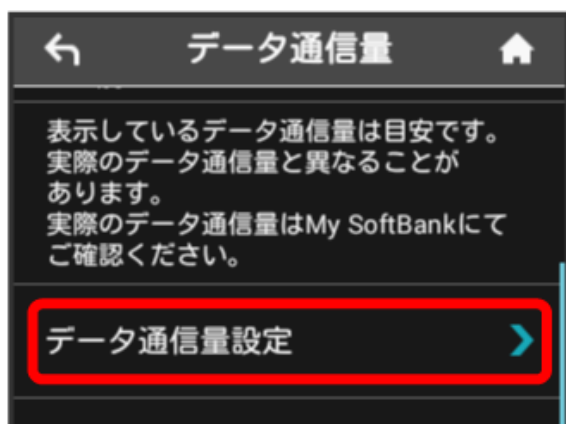 データ通信量
表示しているデータ通信量は目安です。
実際のデータ通信量と異なることが
あります。
実際のデータ通信量はMy SoftBankにて
ご確認ください。
データ通信量設定